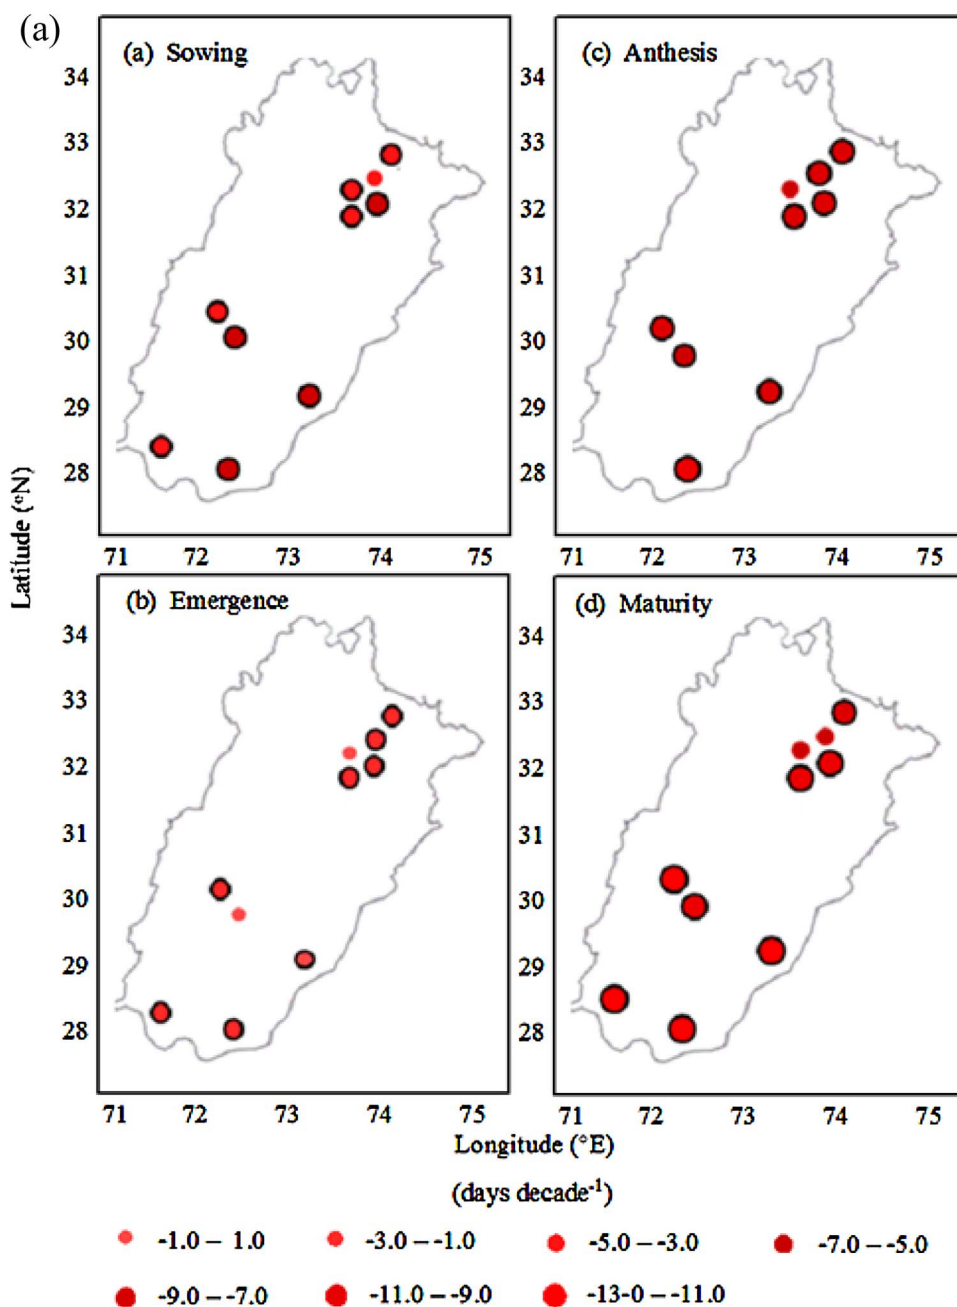 (a)
(a) Sowing
(c) Anthesis
34
33
32
31
30
29
28
34
33
32
31
30
29
28
71 72 73 74 75
71 72 73 74 75
Latitude (°N)
(b) Emergence
(d) Maturity
34
33
32
31
30
29
28
34
33
32
31
30
29
28
71 72 73 74 75
71 72 73 74 75
Longitude (°E)
(days decade⁻¹)
-1.0 – 1.0 -3.0 – -1.0 -5.0 – -3.0 -7.0 – -5.0
-9.0 – -7.0 -11.0 – -9.0 -13-0 – -11.0